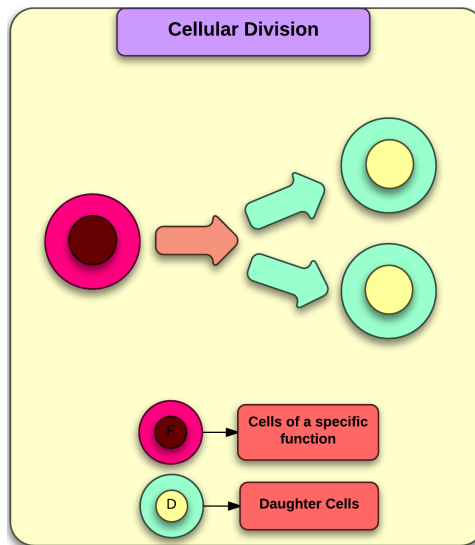 Cellular Division
F
Cells of a specific
function
D
Daughter Cells